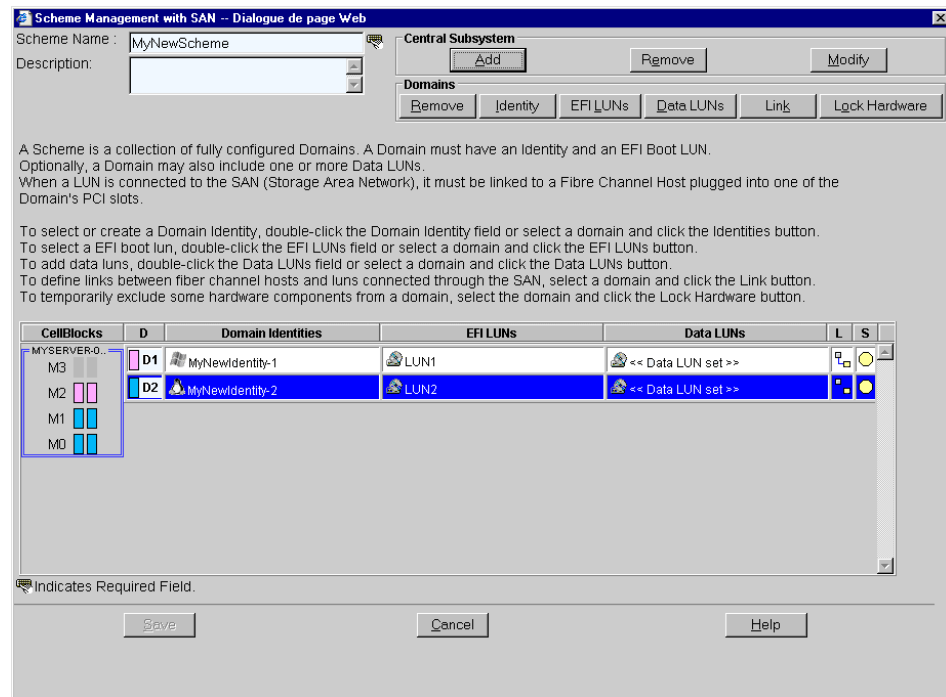 Scheme Management with SAN -- Dialogue de page Web
Scheme Name : MyNewScheme
Description:
Central Subsystem
Add Remove Modify
Domains
Remove Identity EFI LUNs Data LUNs Link Lock Hardware
A Scheme is a collection of fully configured Domains. A Domain must have an Identity and an EFI Boot LUN.
Optionally, a Domain may also include one or more Data LUNs.
When a LUN is connected to the SAN (Storage Area Network), it must be linked to a Fibre Channel Host plugged into one of the
Domain's PCI slots.
To select or create a Domain Identity, double-click the Domain Identity field or select a domain and click the Identities button.
To select a EFI boot lun, double-click the EFI LUNs field or select a domain and click the EFI LUNs button.
To add data luns, double-click the Data LUNs field or select a domain and click the Data LUNs button.
To define links between fiber channel hosts and luns connected through the SAN, select a domain and click the Link button.
To temporarily exclude some hardware components from a domain, select the domain and click the Lock Hardware button.
CellBlocks D Domain Identities EFI LUNs Data LUNs L S
MYSERVER-0..
M3
M2
M1
M0
D1 MyNewIdentity-1 LUN1 << Data LUN set >>
D2 MyNewIdentity-2 LUN2 << Data LUN set >>
Indicates Required Field.
Save Cancel Help